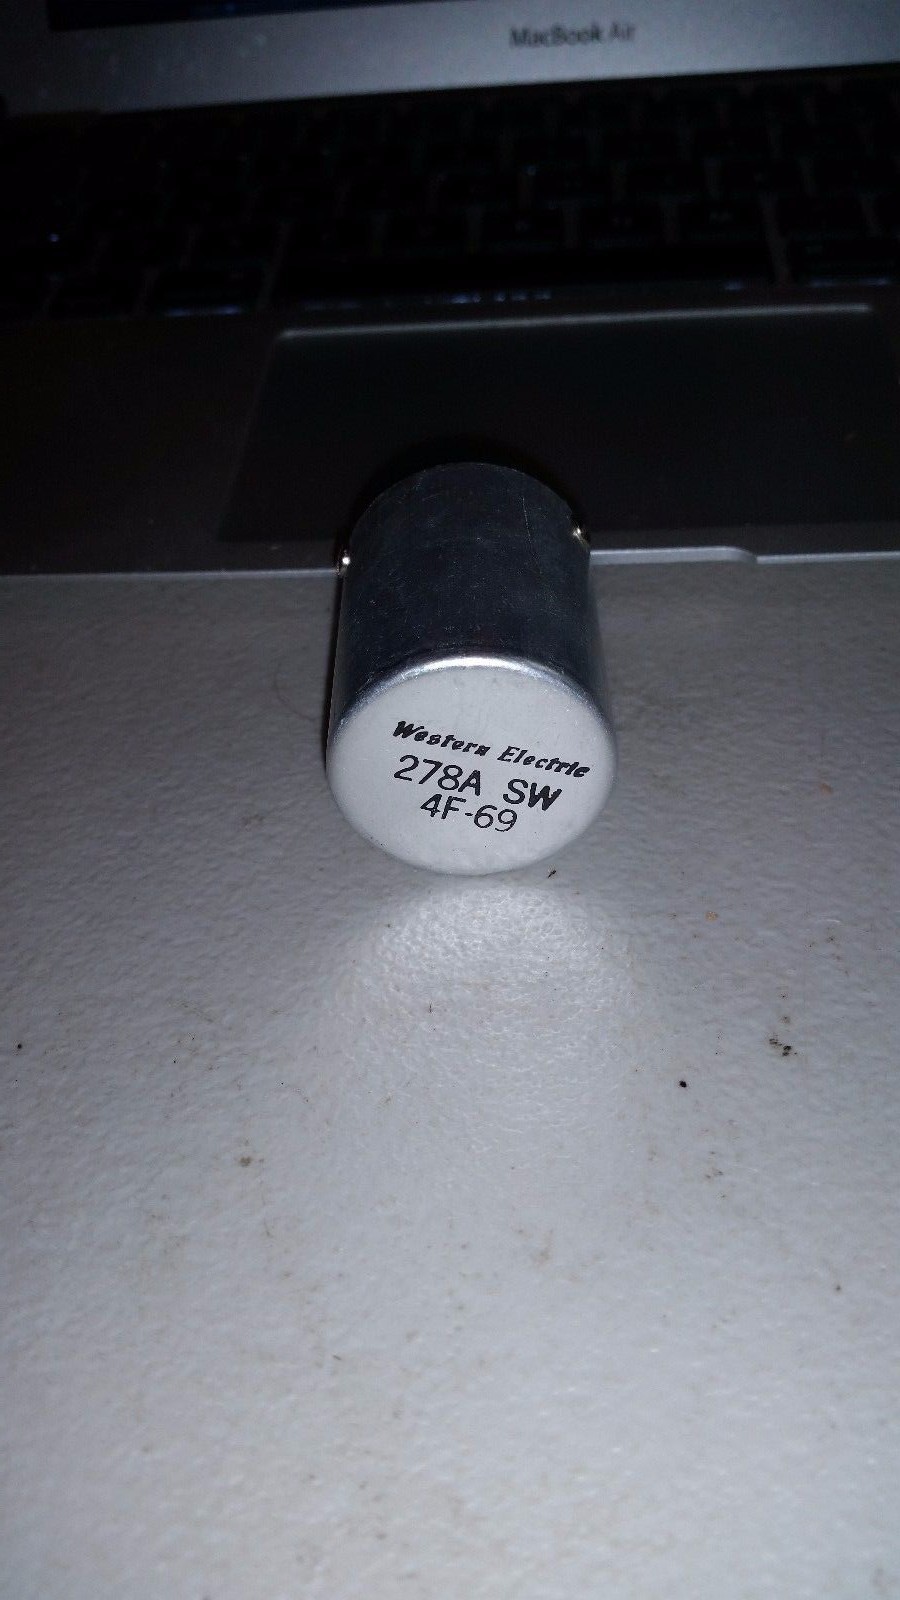 MacBook Air
Western Electric
278A SW
4F-69